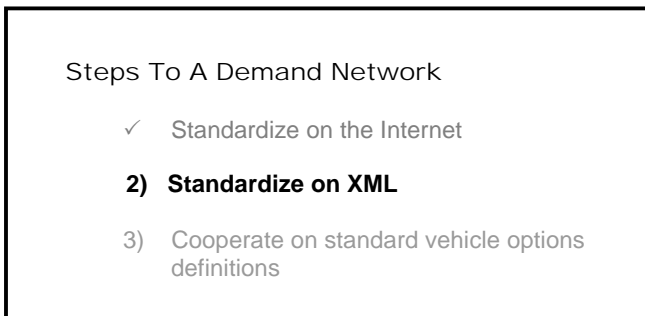 Steps To A Demand Network
✓ Standardize on the Internet
2) Standardize on XML
3) Cooperate on standard vehicle options
definitions